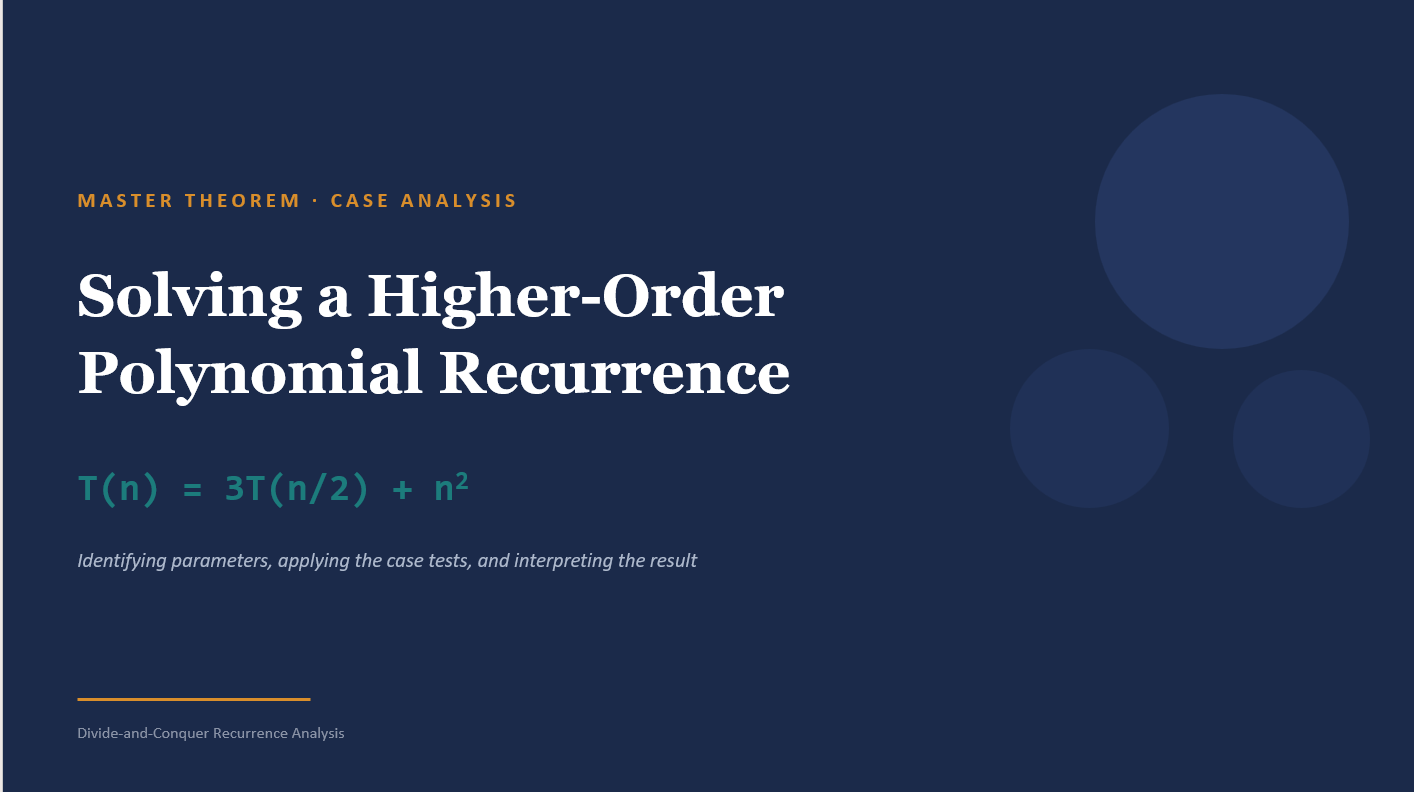 MASTER THEOREM · CASE ANALYSIS
Solving a Higher-Order
Polynomial Recurrence
T(n) = 3T(n/2) + n²
Identifying parameters, applying the case tests, and interpreting the result
Divide-and-Conquer Recurrence Analysis